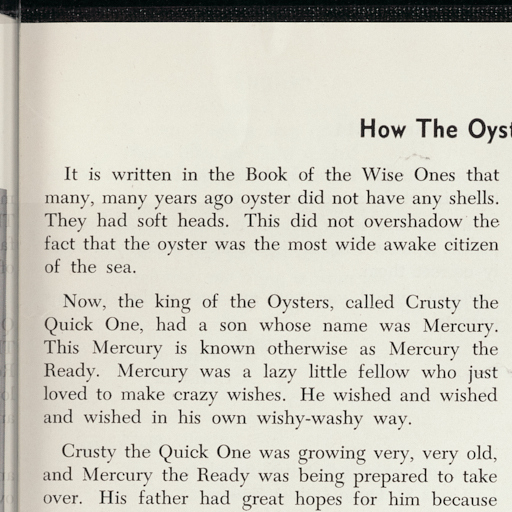 How The Oyst
It is written in the Book of the Wise Ones that
many, many years ago oyster did not have any shells.
They had soft heads. This did not overshadow the
fact that the oyster was the most wide awake citizen
of the sea.
Now, the king of the Oysters, called Crusty the
Quick One, had a son whose name was Mercury.
This Mercury is known otherwise as Mercury the
Ready. Mercury was a lazy little fellow who just
loved to make crazy wishes. He wished and wished
and wished in his own wishy-washy way.
Crusty the Quick One was growing very, very old,
and Mercury the Ready was being prepared to take
over. His father had great hopes for him because